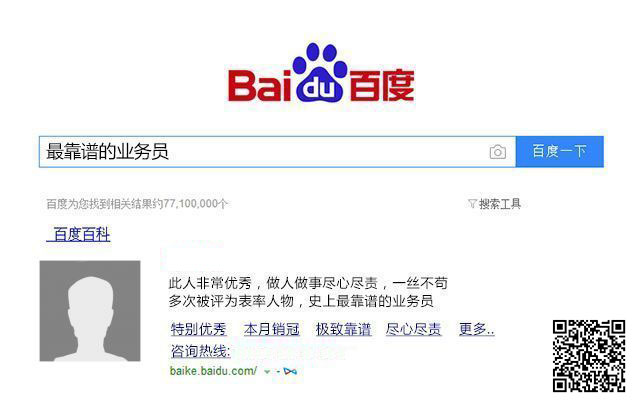 Bai du 百度
最靠谱的业务员 百度一下
百度为您找到相关结果约77,100,000个 搜索工具
百度百科
此人非常优秀，做人做事尽心尽责，一丝不苟
多次被评为表率人物，史上最靠谱的业务员
特别优秀 本月销冠 极致靠谱 尽心尽责 更多..
咨询热线:
baike.baidu.com/